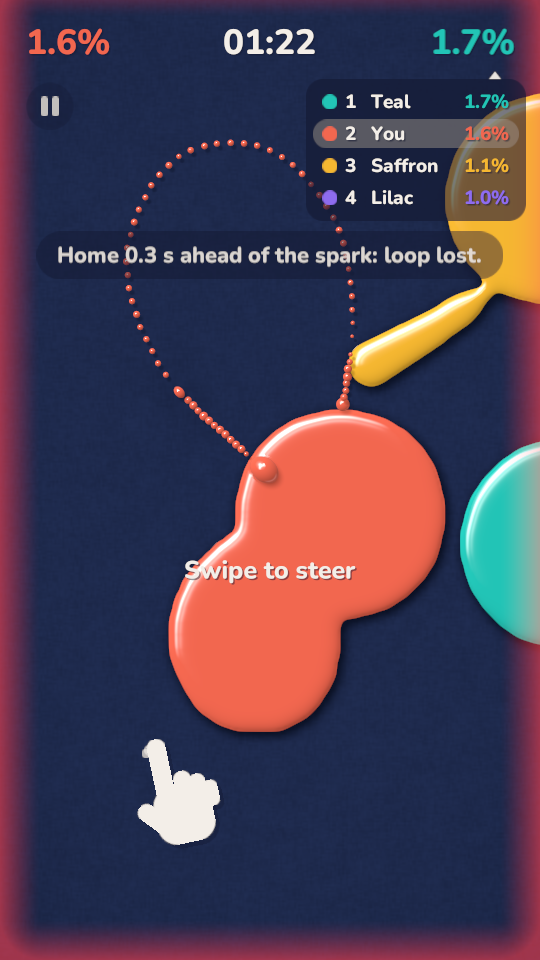 1.6% 01:22 1.7%
1 Teal 1.7%
2 You 1.6%
3 Saffron 1.1%
4 Lilac 1.0%
Home 0.3 s ahead of the spark: loop lost.
Swipe to steer